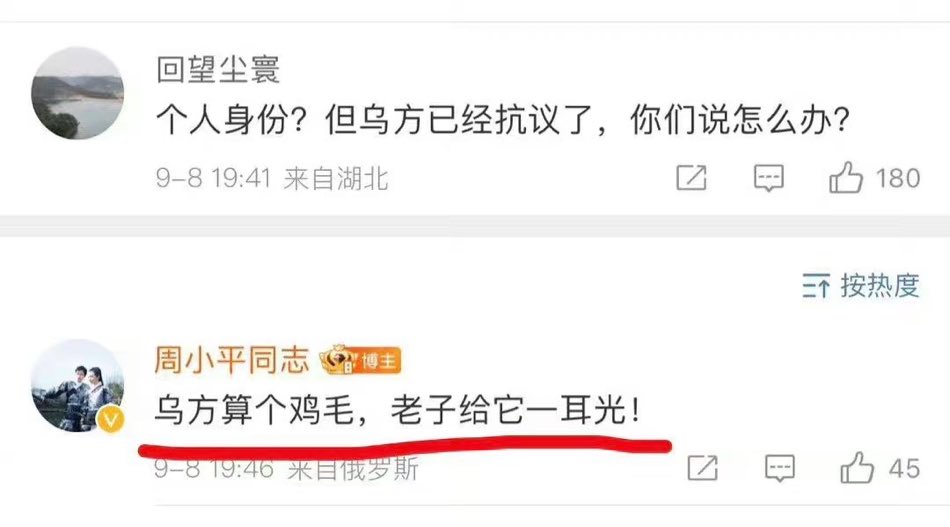 回望尘寰
个人身份？但乌方已经抗议了，你们说怎么办？
9-8 19:41 来自湖北
180
按热度
周小平同志 博主
乌方算个鸡毛，老子给它一耳光！
9-8 19:46 来自俄罗斯
45